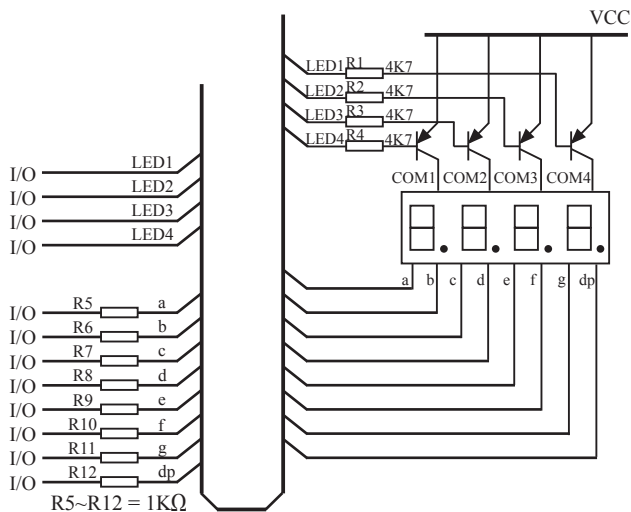 VCC
LED1 R1 4K7
LED2 R2 4K7
LED3 R3 4K7
LED4 R4 4K7
COM1 COM2 COM3 COM4
I/O LED1
I/O LED2
I/O LED3
I/O LED4
a b c d e f g dp
I/O R5 a
I/O R6 b
I/O R7 c
I/O R8 d
I/O R9 e
I/O R10 f
I/O R11 g
I/O R12 dp
R5~R12 = 1KΩ